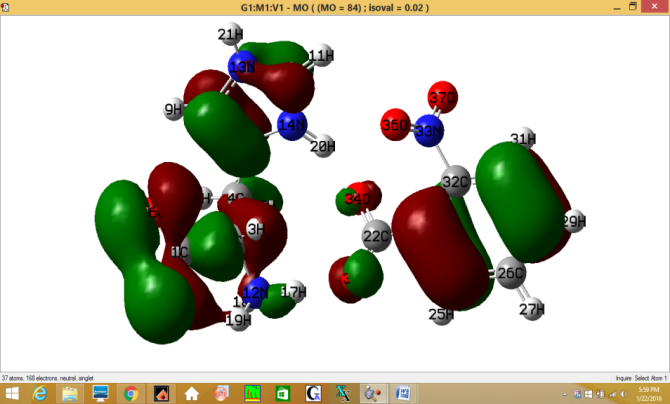 G1:M1:V1 - MO ( (MO = 84) ; isoval = 0.02 )
21H
11H
13N
37O
9H
14N
36O
33N
20H
31H
32C
4C
34O
3H
29H
22C
1C
26C
12N
17H
19H
25H
27H
37 atoms, 168 electrons, neutral, singlet
Inquire Select Atom 1
5:59 PM
1/22/2016